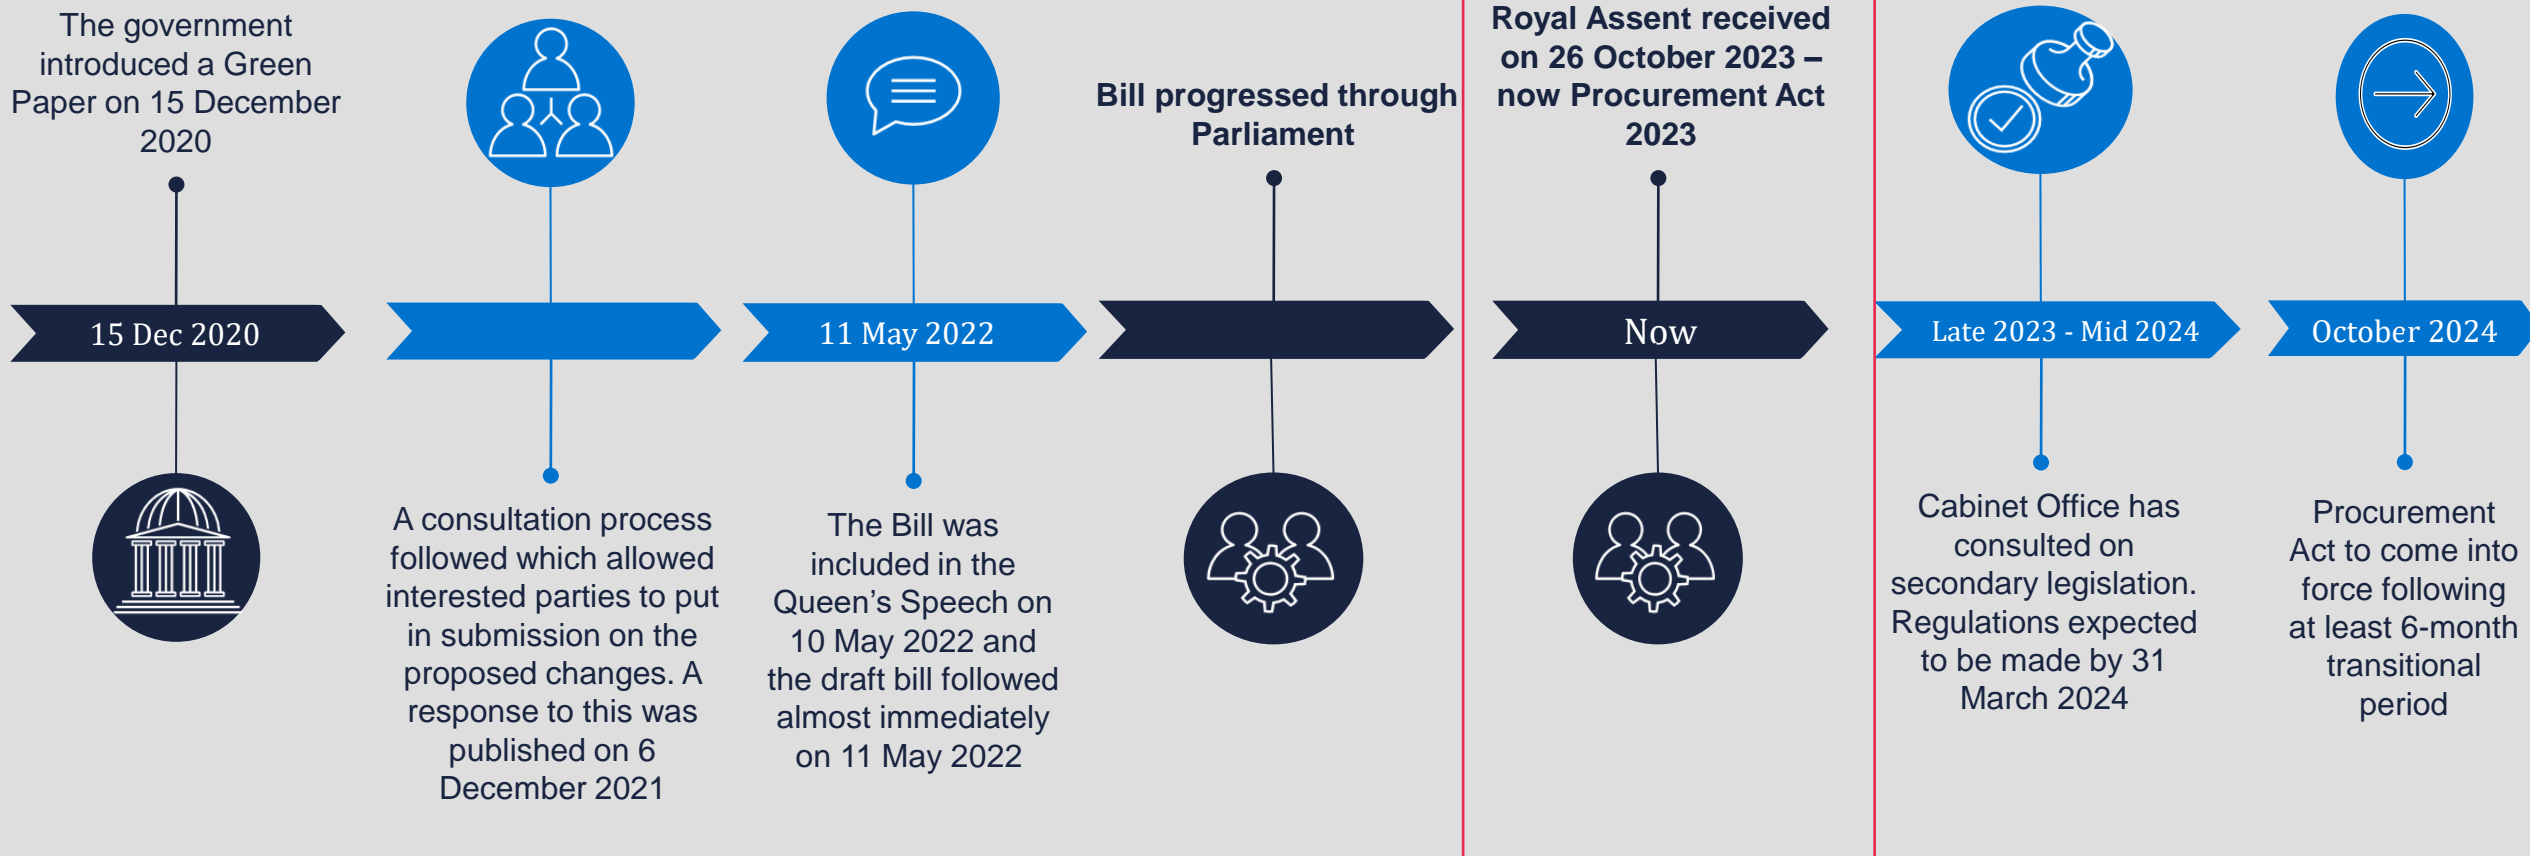 The government
introduced a Green
Paper on 15 December
2020
15 Dec 2020
A consultation process
followed which allowed
interested parties to put
in submission on the
proposed changes. A
response to this was
published on 6
December 2021
11 May 2022
The Bill was
included in the
Queen’s Speech on
10 May 2022 and
the draft bill followed
almost immediately
on 11 May 2022
Bill progressed through
Parliament
Royal Assent received
on 26 October 2023 –
now Procurement Act
2023
Now
Late 2023 - Mid 2024
Cabinet Office has
consulted on
secondary legislation.
Regulations expected
to be made by 31
March 2024
October 2024
Procurement
Act to come into
force following
at least 6-month
transitional
period